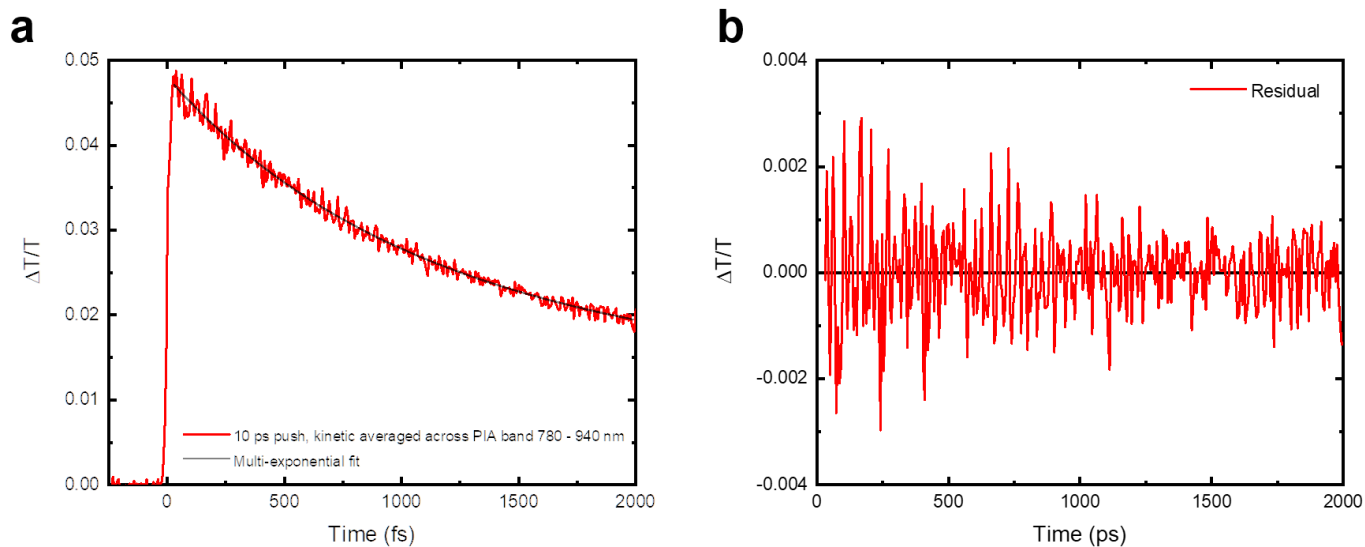 a
0.05
0.04
0.03
0.02
0.01
0.00
ΔT/T
10 ps push, kinetic averaged across PIA band 780 - 940 nm
Multi-exponential fit
0
500
1000
1500
2000
Time (fs)
b
0.004
0.002
0.000
-0.002
-0.004
ΔT/T
Residual
0
500
1000
1500
2000
Time (ps)